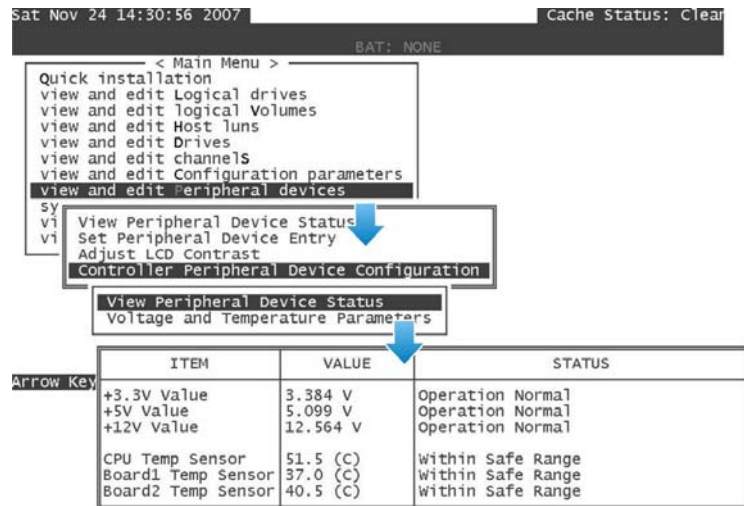 Sat Nov 24 14:30:56 2007 Cache Status: Clean
BAT: NONE
< Main Menu >
Quick installation
view and edit Logical drives
view and edit logical Volumes
view and edit Host luns
view and edit Drives
view and edit channelS
view and edit Configuration parameters
view and edit Peripheral devices
sy
vi View Peripheral Device Status
vi Set Peripheral Device Entry
Adjust LCD Contrast
Controller Peripheral Device Configuration
View Peripheral Device Status
Voltage and Temperature Parameters
ITEM VALUE STATUS
Arrow Key
+3.3V Value 3.384 V Operation Normal
+5V Value 5.099 V Operation Normal
+12V Value 12.564 V Operation Normal
CPU Temp Sensor 51.5 (C) Within Safe Range
Board1 Temp Sensor 37.0 (C) Within Safe Range
Board2 Temp Sensor 40.5 (C) Within Safe Range